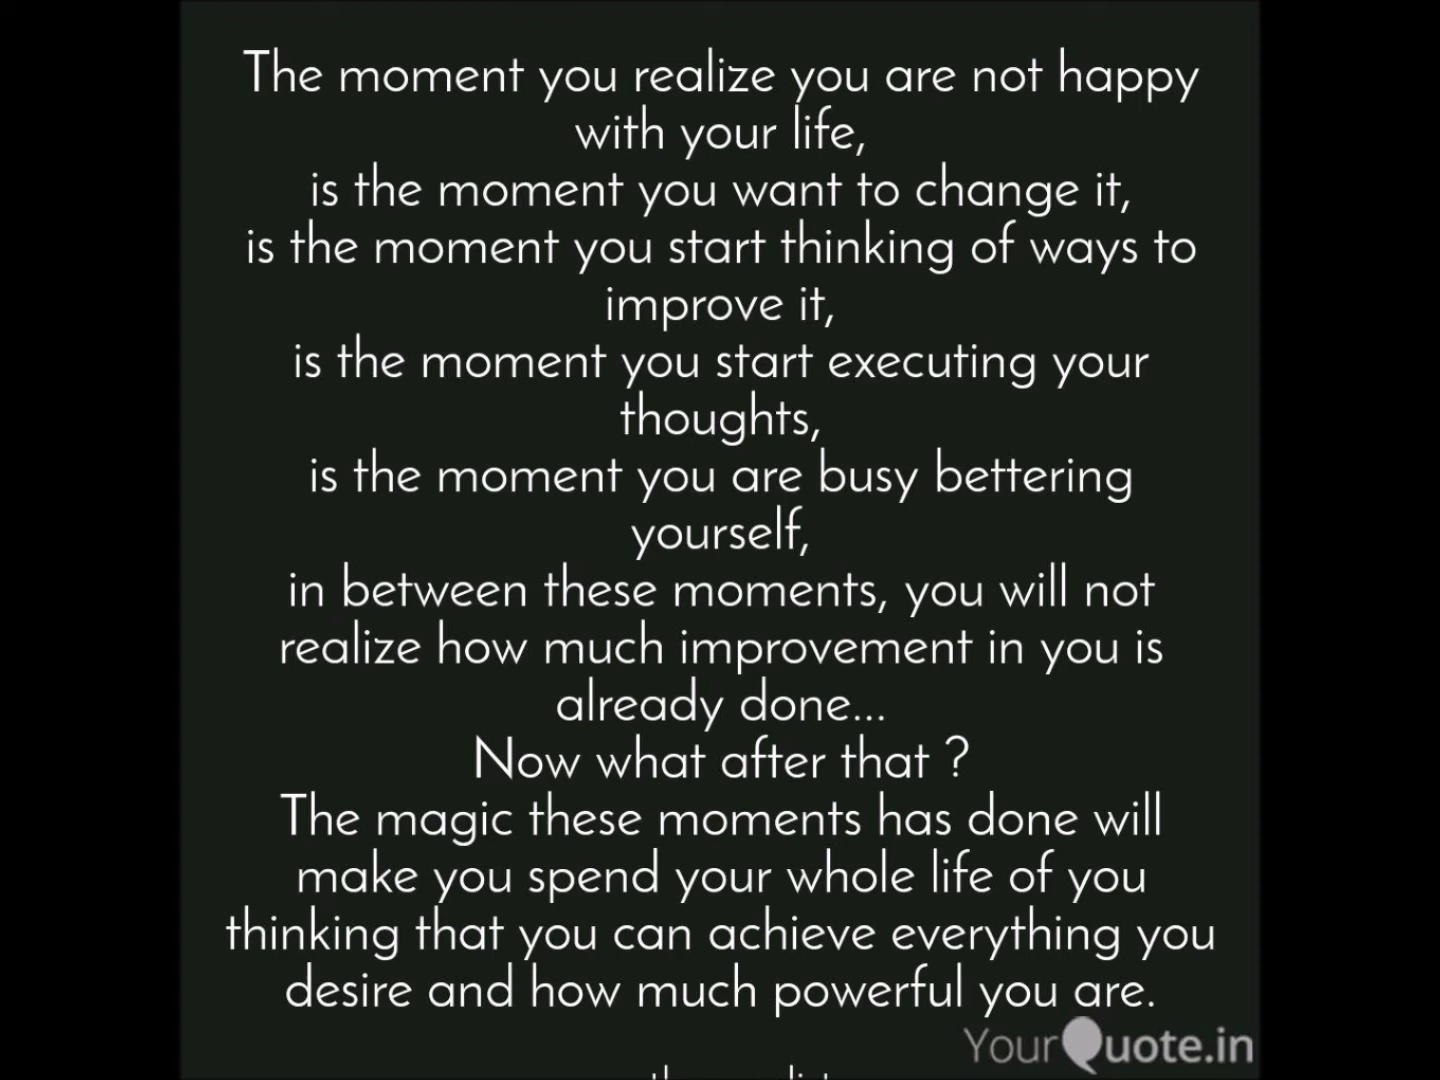 The moment you realize you are not happy
with your life,
is the moment you want to change it,
is the moment you start thinking of ways to
improve it,
is the moment you start executing your
thoughts,
is the moment you are busy bettering
yourself,
in between these moments, you will not
realize how much improvement in you is
already done...
Now what after that ?
The magic these moments has done will
make you spend your whole life of you
thinking that you can achieve everything you
desire and how much powerful you are.
YourQuote.in